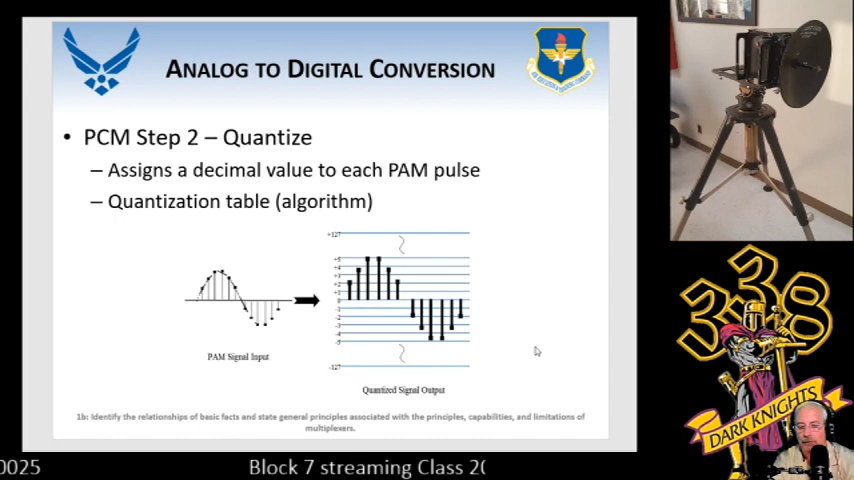 ANALOG TO DIGITAL CONVERSION
• PCM Step 2 – Quantize
– Assigns a decimal value to each PAM pulse
– Quantization table (algorithm)
+127
+5
+4
+3
+2
+1
0
-1
-2
-3
-4
-5
-127
PAM Signal Input
Quantized Signal Output
1b: Identify the relationships of basic facts and state general principles associated with the principles, capabilities, and limitations of
multiplexers.
338
DARK KNIGHTS
0025
Block 7 streaming Class 20